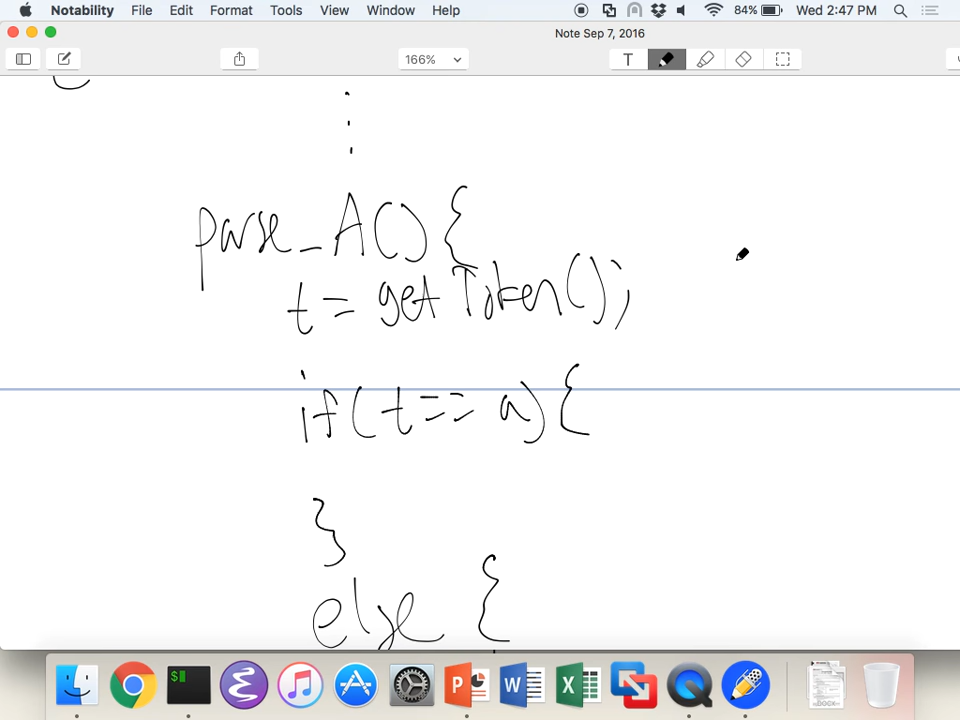 Notability File Edit Format Tools View Window Help 84% Wed 2:47 PM
Note Sep 7, 2016
166% T
parse_A() {
t = getToken();
if(t == a) {
}
else {
$ P W X
DOCX